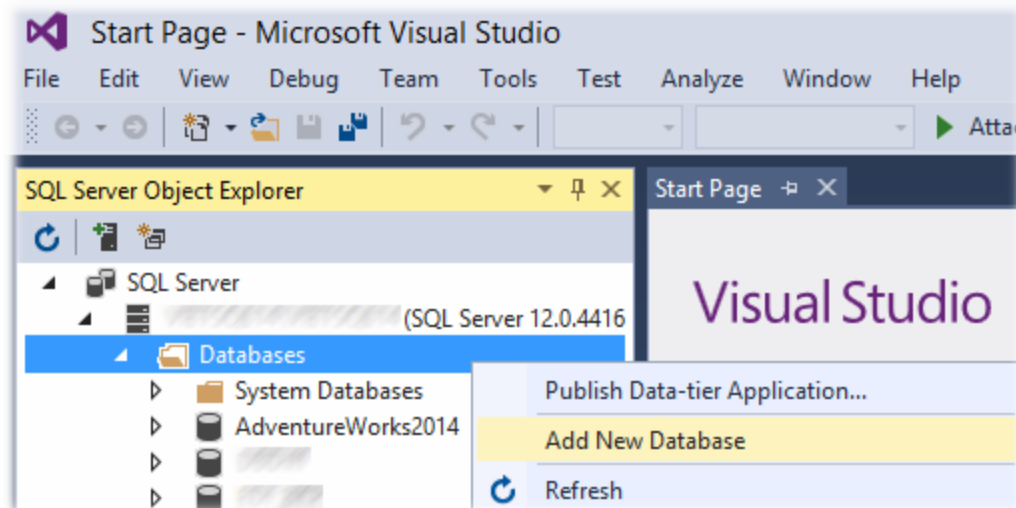 Start Page - Microsoft Visual Studio
File Edit View Debug Team Tools Test Analyze Window Help
SQL Server Object Explorer
Start Page
SQL Server
(SQL Server 12.0.4416
Visual Studio
Databases
System Databases
Publish Data-tier Application...
AdventureWorks2014
Add New Database
Refresh